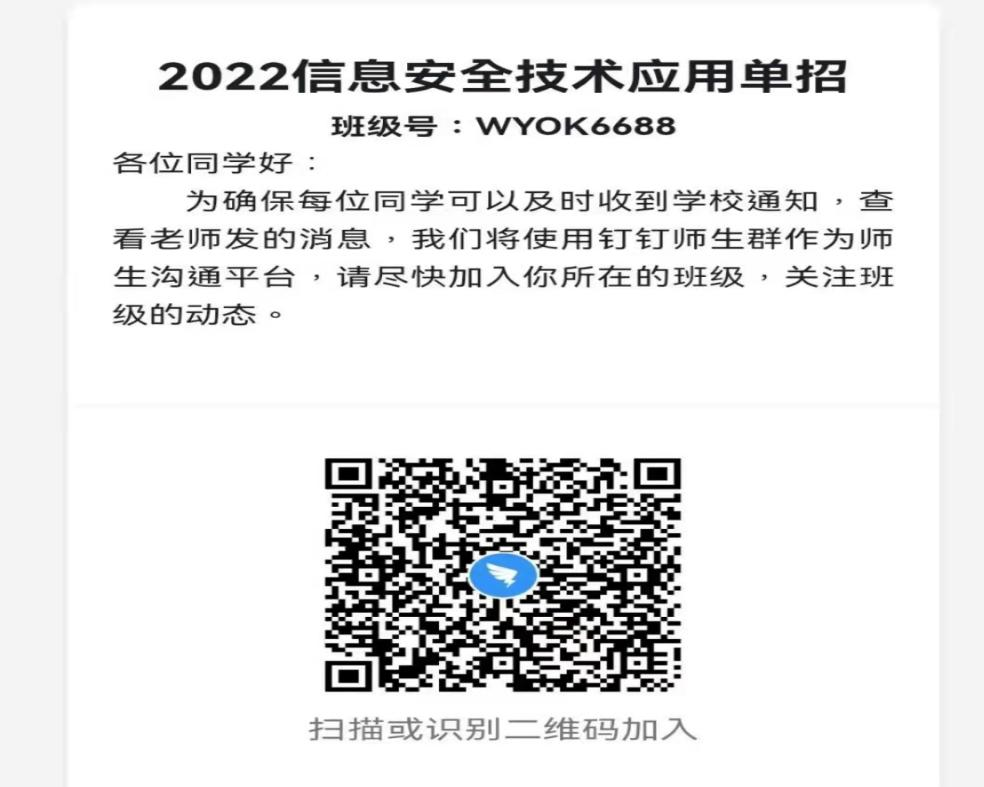 2022信息安全技术应用单招
班级号：WYOK6688
各位同学好：
为确保每位同学可以及时收到学校通知，查
看老师发的消息，我们将使用钉钉师生群作为师
生沟通平台，请尽快加入你所在的班级，关注班
级的动态。
扫描或识别二维码加入